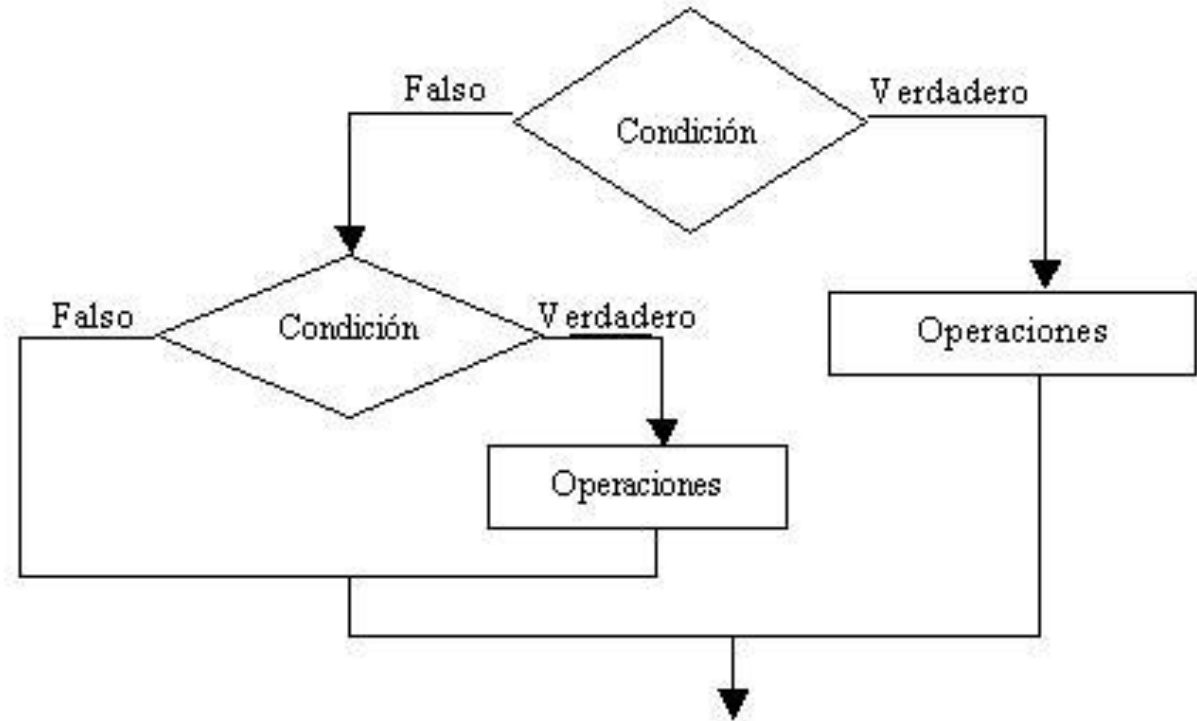 Falso
Verdadero
Condición
Falso
Condición
Verdadero
Operaciones
Operaciones